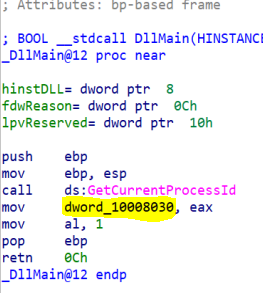 ; Attributes: bp-based frame
; BOOL __stdcall DllMain(HINSTANCE
_DllMain@12 proc near
hinstDLL= dword ptr  8
fdwReason= dword ptr  0Ch
lpvReserved= dword ptr  10h
push    ebp
mov     ebp, esp
call    ds:GetCurrentProcessId
mov     dword_10008030, eax
mov     al, 1
pop     ebp
retn    0Ch
_DllMain@12 endp